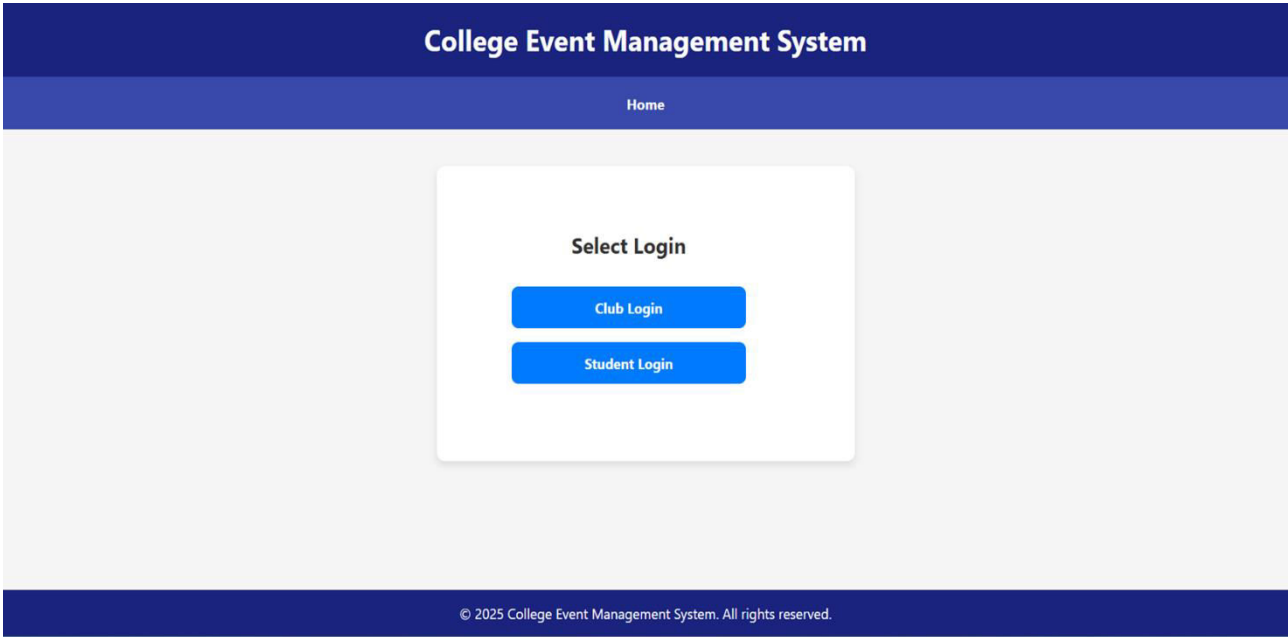 College Event Management System
Home
Select Login
Club Login
Student Login
© 2025 College Event Management System. All rights reserved.